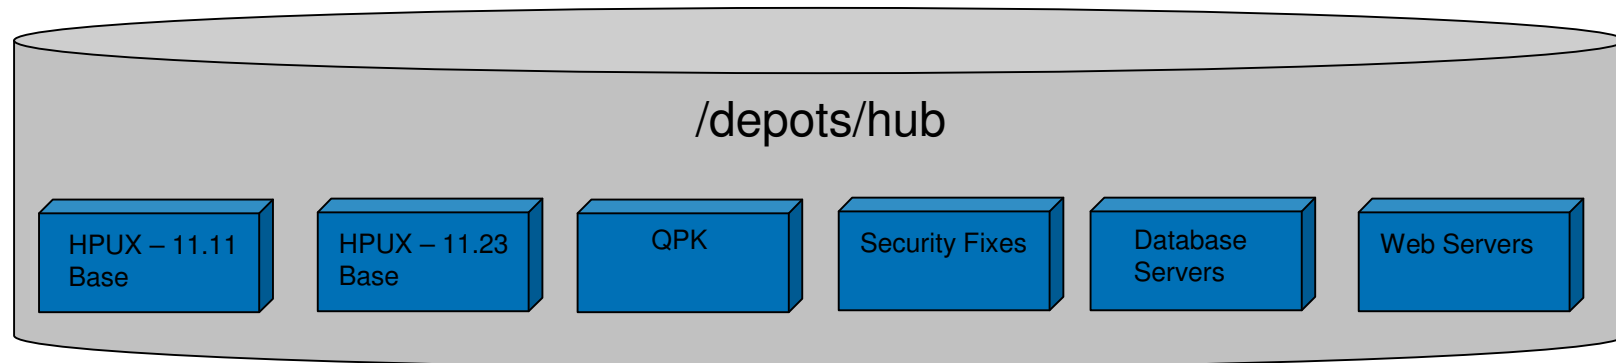 /depots/hub
HPUX – 11.11
Base
HPUX – 11.23
Base
QPK
Security Fixes
Database
Servers
Web Servers